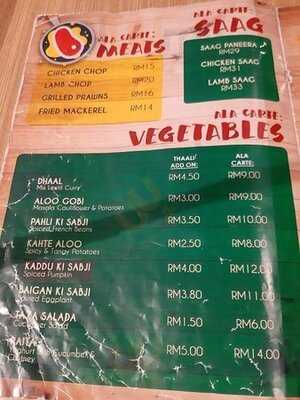 ALA CARTE:
MEATS
CHICKEN CHOP RM15
LAMB CHOP RM20
GRILLED PRAWNS RM16
FRIED MACKEREL RM14
ALA CARTE:
SAAG
SAAG PANEERA
RM29
CHICKEN SAAG
RM31
LAMB SAAG
RM33
ALA CARTE:
VEGETABLES
THAALI/ ALA
ADD ON: CARTE:
DHAAL RM4.50 RM9.00
Ma Lentil Curry
ALOO GOBI RM3.00 RM9.00
Masala Cauliflower & Potatoes
PAHLI KI SABJI RM3.50 RM10.00
Spiced French Beans
KAHTE ALOO RM2.50 RM8.00
Spicy & Tangy Potatoes
KADDU KI SABJI RM4.00 RM12.00
Spiced Pumpkin
BAIGAN KI SABJI RM3.80 RM11.00
Spiced Eggplant
SALADA RM1.50 RM6.00
Salad
RAITA RM5.00 RM14.00
Cucumber &